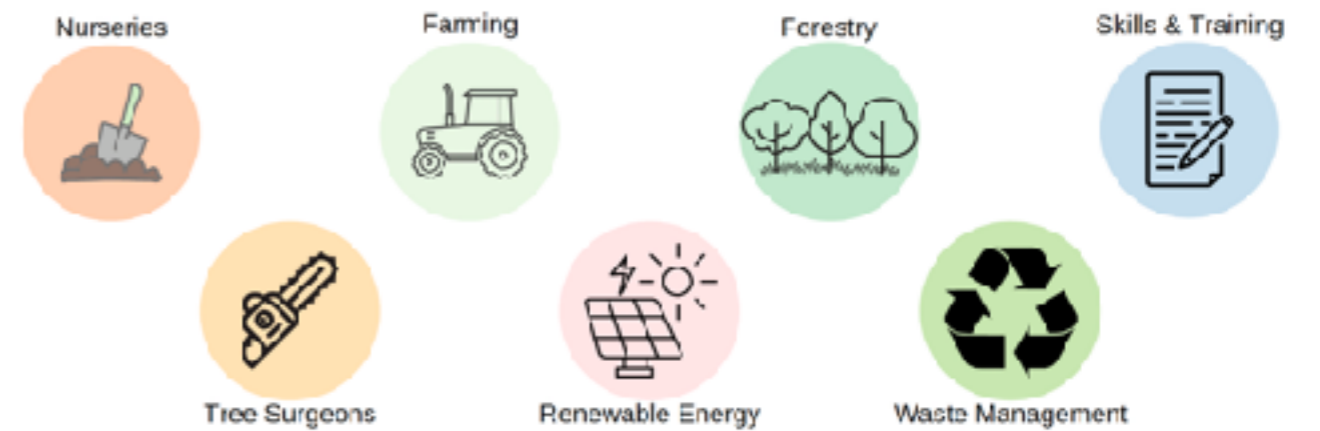 Nurseries
Farming
Forestry
Skills & Training
Tree Surgeons
Renewable Energy
Waste Management